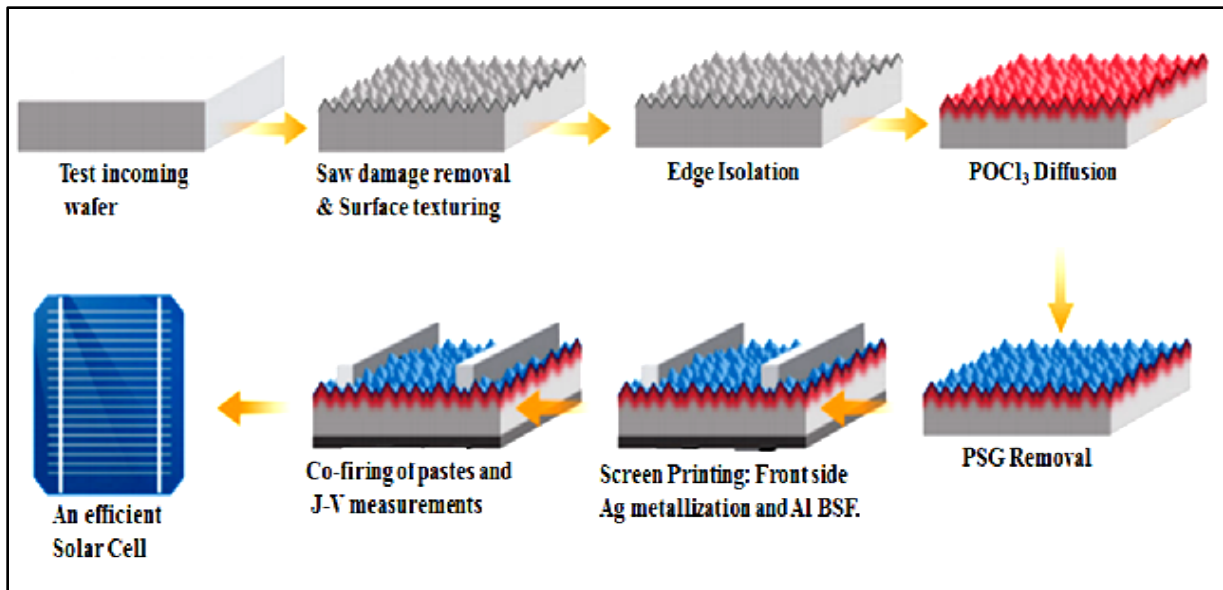 Test incoming
wafer
Saw damage removal
& Surface texturing
Edge Isolation
POCl₃ Diffusion
PSG Removal
Screen Printing: Front side
Ag metallization and Al BSF.
Co-firing of pastes and
J-V measurements
An efficient
Solar Cell